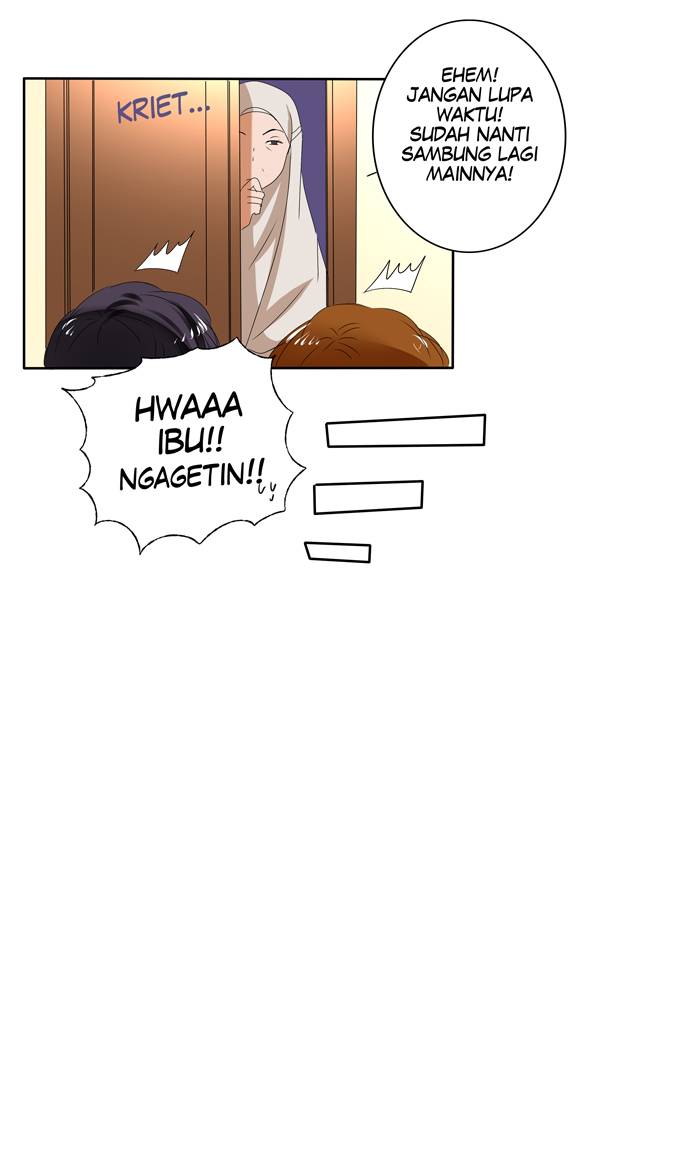 KRIET...
EHEM!
JANGAN LUPA
WAKTU!
SUDAH NANTI
SAMBUNG LAGI
MAINNYA!
HWAAA
IBU!!
NGAGETIN!!